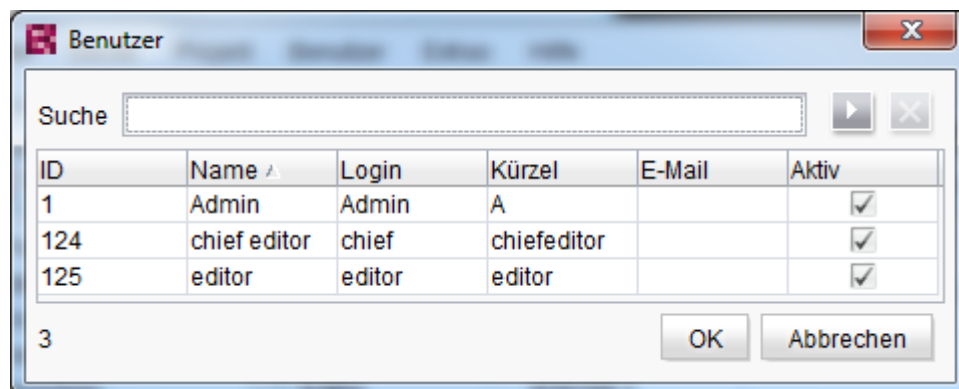 Benutzer
Suche
ID Name Login Kürzel E-Mail Aktiv
1 Admin Admin A
124 chief editor chief chiefeditor
125 editor editor editor
3 OK Abbrechen